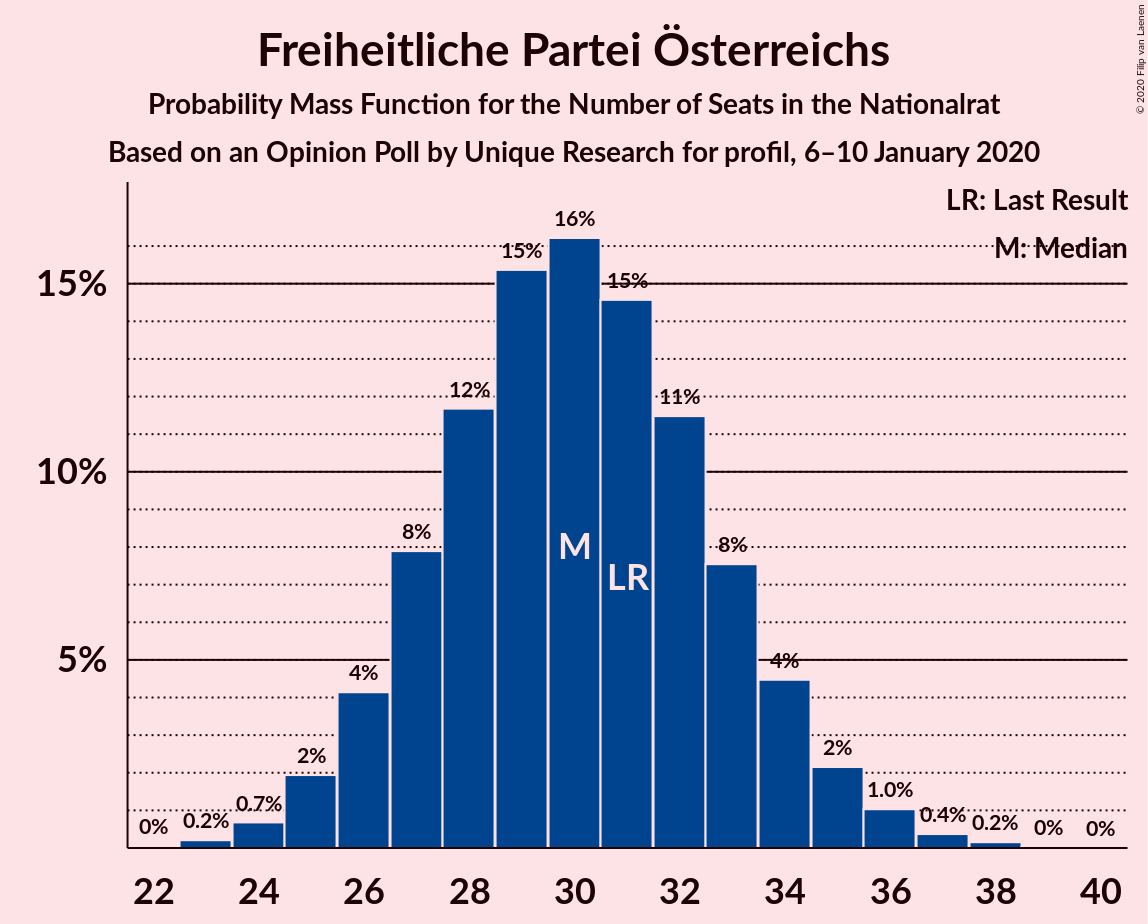 Freiheitliche Partei Österreichs
Probability Mass Function for the Number of Seats in the Nationalrat
Based on an Opinion Poll by Unique Research for profil, 6–10 January 2020
© 2020 Filip van Laenen
LR: Last Result
M: Median
15%
10%
5%
0%
0.2%
0.7%
2%
4%
8%
12%
15%
16%
15%
11%
8%
4%
2%
1.0%
0.4%
0.2%
0%
0%
M
LR
22 24 26 28 30 32 34 36 38 40